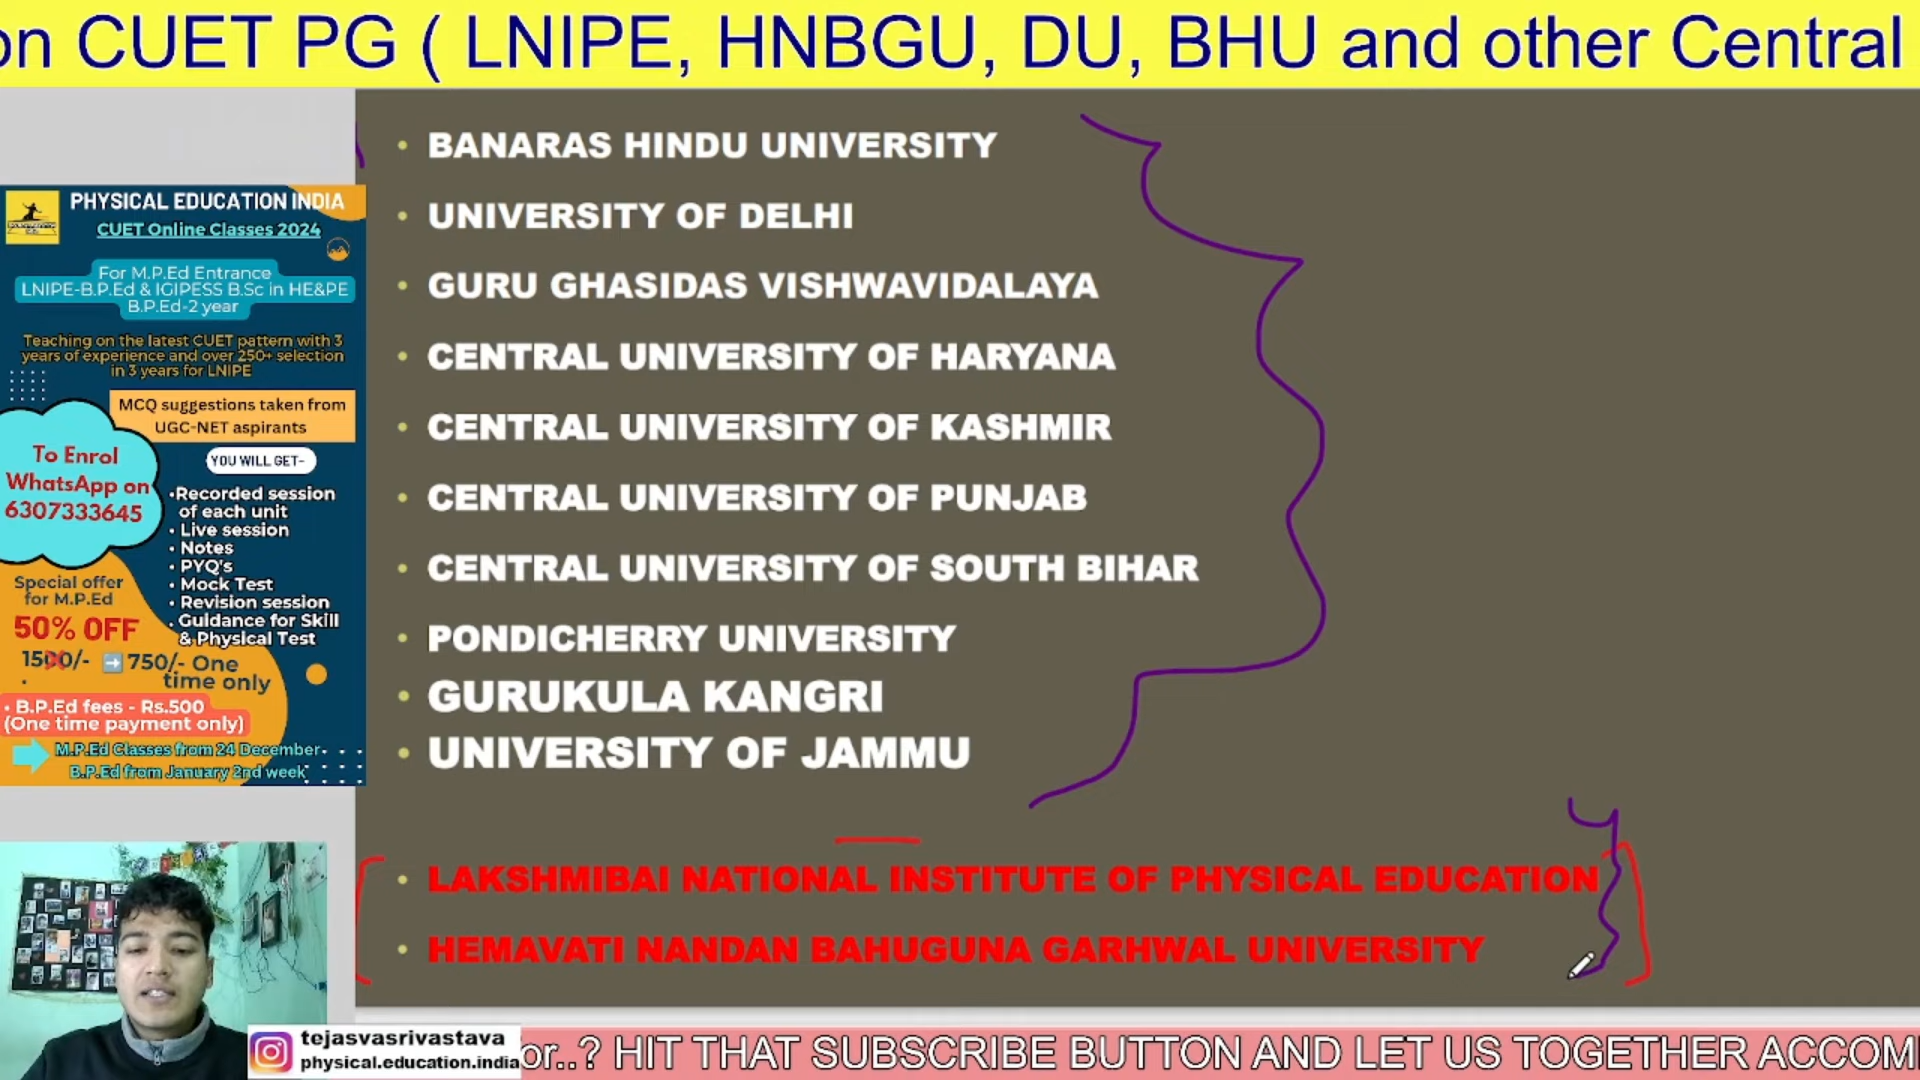 on CUET PG ( LNIPE, HNBGU, DU, BHU and other Central
• BANARAS HINDU UNIVERSITY
• UNIVERSITY OF DELHI
• GURU GHASIDAS VISHWAVIDALAYA
• CENTRAL UNIVERSITY OF HARYANA
• CENTRAL UNIVERSITY OF KASHMIR
• CENTRAL UNIVERSITY OF PUNJAB
• CENTRAL UNIVERSITY OF SOUTH BIHAR
• PONDICHERRY UNIVERSITY
• GURUKULA KANGRI
• UNIVERSITY OF JAMMU
• LAKSHMIBAI NATIONAL INSTITUTE OF PHYSICAL EDUCATION
• HEMAVATI NANDAN BAHUGUNA GARHWAL UNIVERSITY
PHYSICAL EDUCATION INDIA
CUET Online Classes 2024
For M.P.Ed Entrance
LNIPE-B.P.Ed & IGIPESS B.Sc in HE&PE
B.P.Ed-2 year
Teaching on the latest CUET pattern with 3
years of experience and over 250+ selection
in 3 years for LNIPE
MCQ suggestions taken from
UGC-NET aspirants
To Enrol
WhatsApp on
6307333645
YOU WILL GET-
•Recorded session
of each unit
• Live session
• Notes
• PYQ's
• Mock Test
• Revision session
• Guidance for Skill
& Physical Test
Special offer
for M.P.Ed
50% OFF
1500/- ➡ 750/- One
time only
• B.P.Ed fees - Rs.500
(One time payment only)
M.P.Ed Classes from 24 December
B.P.Ed from January 2nd week
tejasvasrivastava
physical.education.india
or..? HIT THAT SUBSCRIBE BUTTON AND LET US TOGETHER ACCOM